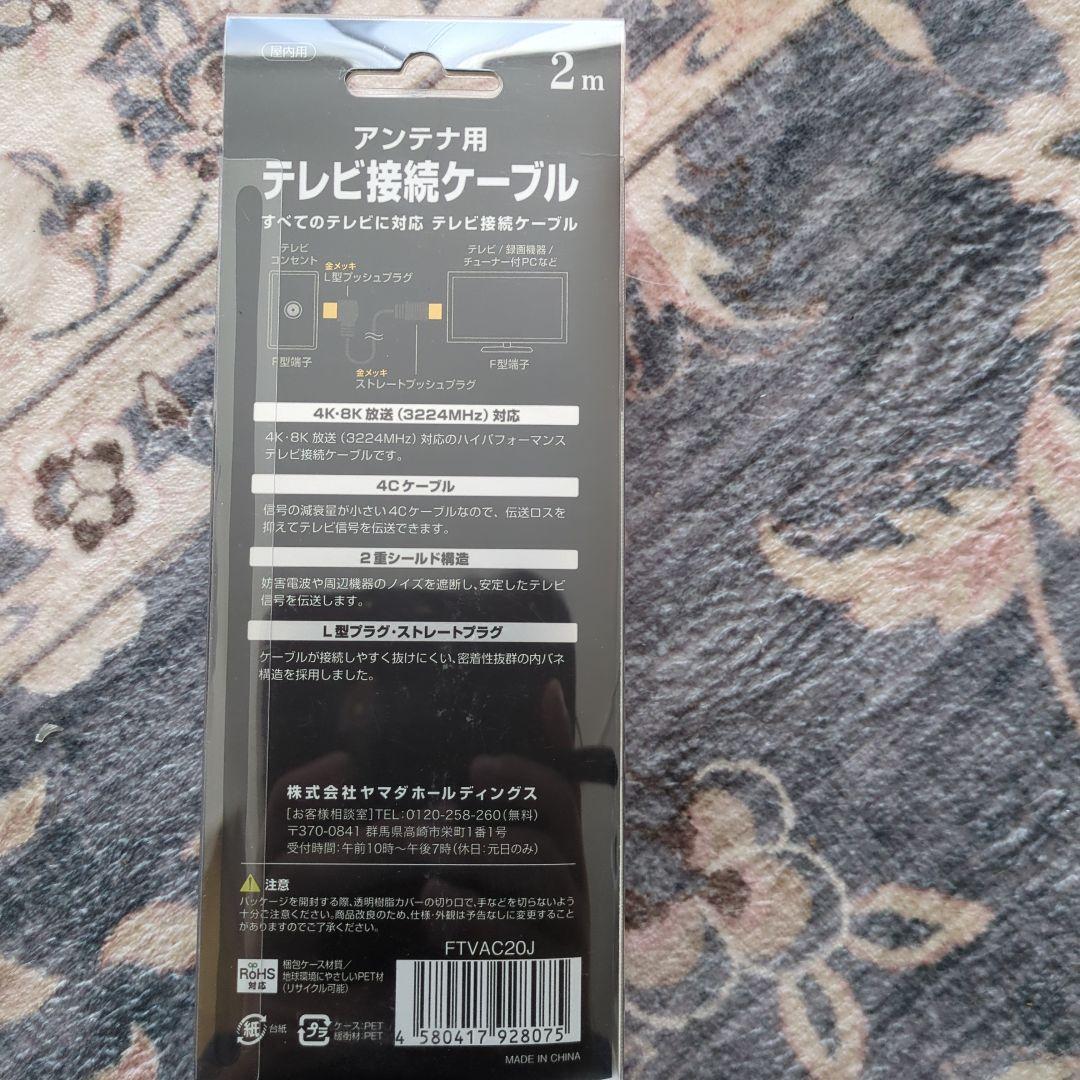 屋内用
2m
アンテナ用
テレビ接続ケーブル
すべてのテレビに対応 テレビ接続ケーブル
テレビ
コンセント
金メッキ
L型プッシュプラグ
テレビ/録画機器/
チューナー付PCなど
F型端子
金メッキ
ストレートプッシュプラグ
F型端子
4K・8K 放送(3224MHz)対応
4K・8K 放送(3224MHz)対応のハイパフォーマンス
テレビ接続ケーブルです。
4Cケーブル
信号の減衰量が小さい4Cケーブルなので、伝送ロスを
抑えてテレビ信号を伝送できます。
2重シールド構造
妨害電波や周辺機器のノイズを遮断し、安定したテレビ
信号を伝送します。
L型プラグ・ストレートプラグ
ケーブルが接続しやすく抜けにくい、密着性抜群の内バネ
構造を採用しました。
株式会社ヤマダホールディングス
[お客様相談室]TEL:0120-258-260(無料)
〒370-0841 群馬県高崎市栄町1番1号
受付時間:午前10時〜午後7時(休日:元日のみ)
注意
パッケージを開封する際、透明樹脂カバーの切り口で、手などを切らないよう
十分ご注意ください。商品改良のため、仕様・外観は予告なしに変更すること
がありますのでご了承ください。
FTVAC20J
RoHS
対応
梱包ケース材質/
地球環境にやさしいPET材
(リサイクル可能)
紙
台紙
プラ
ケース:PET
緩衝材:PET
4 580417 928075
MADE IN CHINA